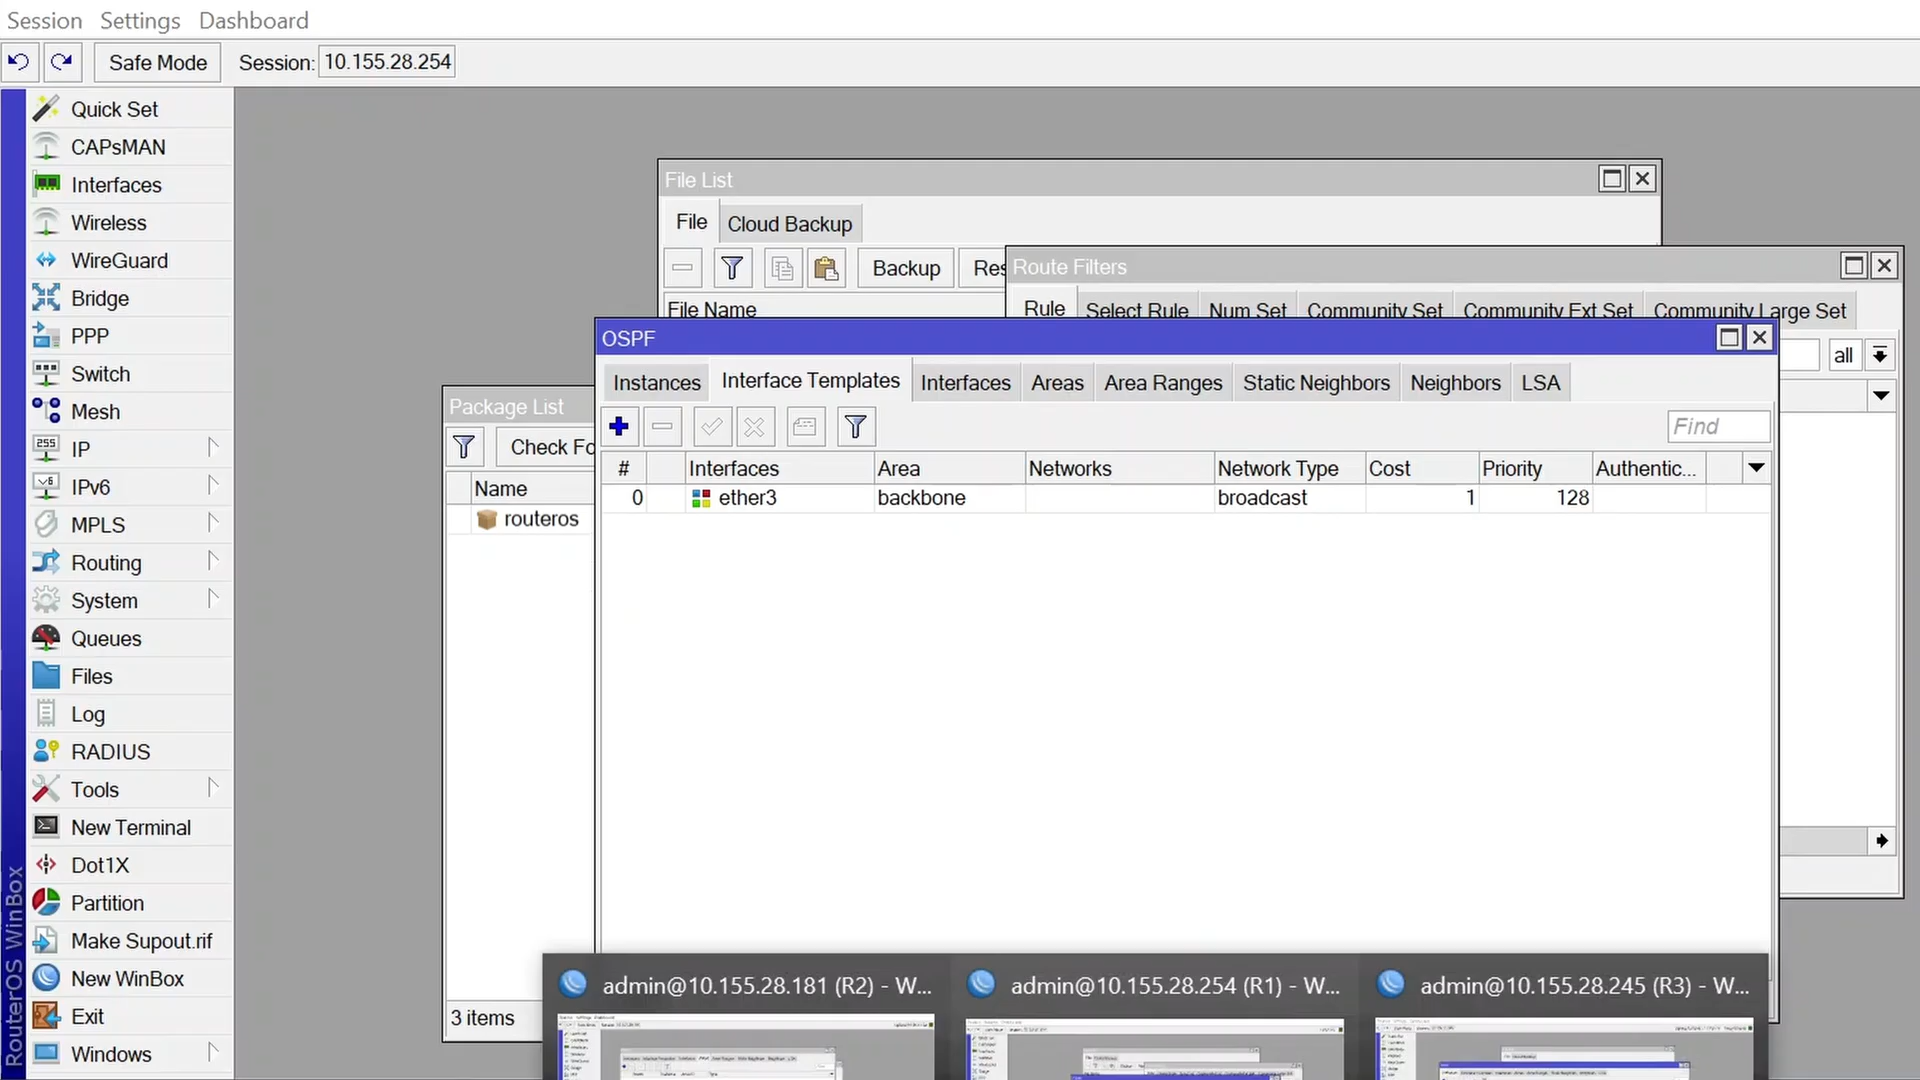 Session Settings Dashboard
Safe Mode Session: 10.155.28.254
Quick Set
CAPsMAN
Interfaces
Wireless
WireGuard
Bridge
PPP
Switch
Mesh
IP
IPv6
MPLS
Routing
System
Queues
Files
Log
RADIUS
Tools
New Terminal
Dot1X
Partition
Make Supout.rif
New WinBox
Exit
Windows
RouterOS WinBox
File List
File Cloud Backup
Backup Res
File Name
Route Filters
Rule Select Rule Num Set Community Set Community Ext Set Community Large Set
all
Package List
Check Fo
Name
routeros
3 items
OSPF
Instances Interface Templates Interfaces Areas Area Ranges Static Neighbors Neighbors LSA
Find
# Interfaces Area Networks Network Type Cost Priority Authentic...
0 ether3 backbone broadcast 1 128
admin@10.155.28.181 (R2) - W... admin@10.155.28.254 (R1) - W... admin@10.155.28.245 (R3) - W...